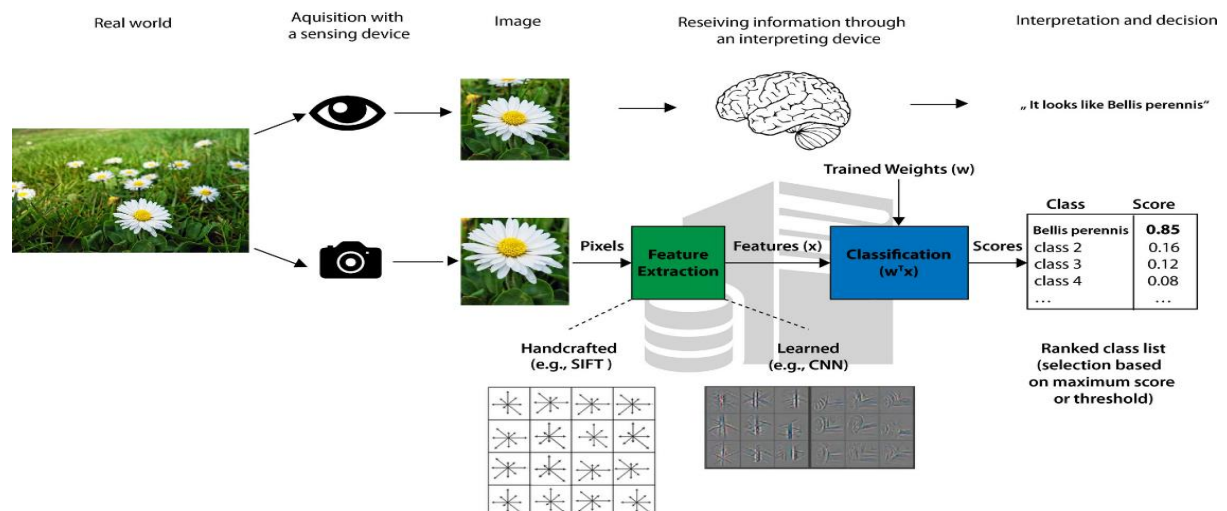 Real world
Aquisition with
a sensing device
Image
Reseiving information through
an interpreting device
Interpretation and decision
„ It looks like Bellis perennis“
Trained Weights (w)
Pixels
Feature
Extraction
Features (x)
Classification
(wᵀx)
Scores
Class Score
Bellis perennis 0.85
class 2 0.16
class 3 0.12
class 4 0.08
... ...
Handcrafted
(e.g., SIFT )
Learned
(e.g., CNN)
Ranked class list
(selection based
on maximum score
or threshold)